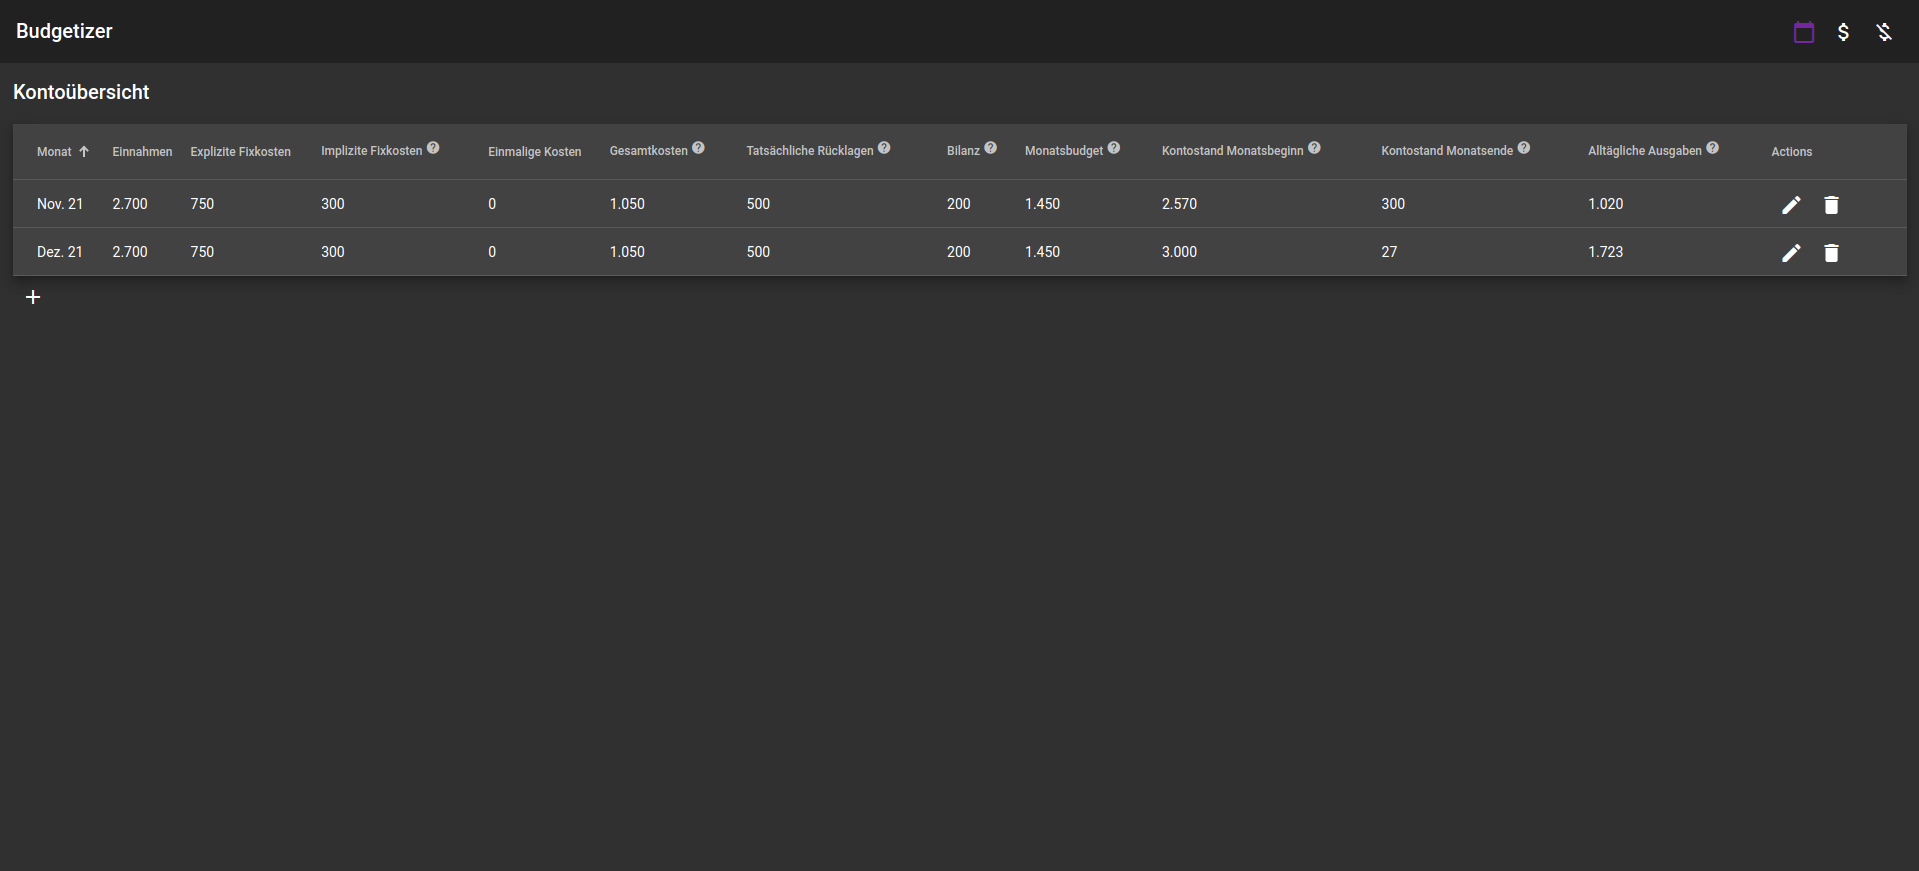 Budgetizer
Kontoübersicht
Monat Einnahmen Explizite Fixkosten Implizite Fixkosten Einmalige Kosten Gesamtkosten Tatsächliche Rücklagen Bilanz Monatsbudget Kontostand Monatsbeginn Kontostand Monatsende Alltägliche Ausgaben Actions
Nov. 21 2.700 750 300 0 1.050 500 200 1.450 2.570 300 1.020
Dez. 21 2.700 750 300 0 1.050 500 200 1.450 3.000 27 1.723